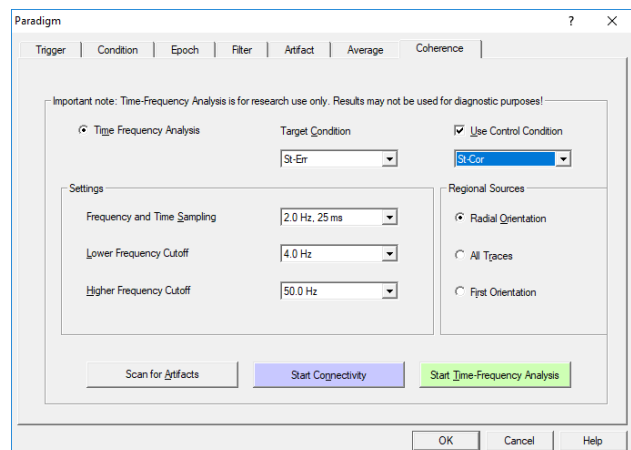 Paradigm ? ×
Trigger Condition Epoch Filter Artifact Average Coherence
Important note: Time-Frequency Analysis is for research use only. Results may not be used for diagnostic purposes!
Time Frequency Analysis Target Condition Use Control Condition
St-Err St-Cor
Settings Regional Sources
Frequency and Time Sampling 2.0 Hz, 25 ms Radial Orientation
Lower Frequency Cutoff 4.0 Hz All Traces
Higher Frequency Cutoff 50.0 Hz First Orientation
Scan for Artifacts Start Connectivity Start Time-Frequency Analysis
OK Cancel Help